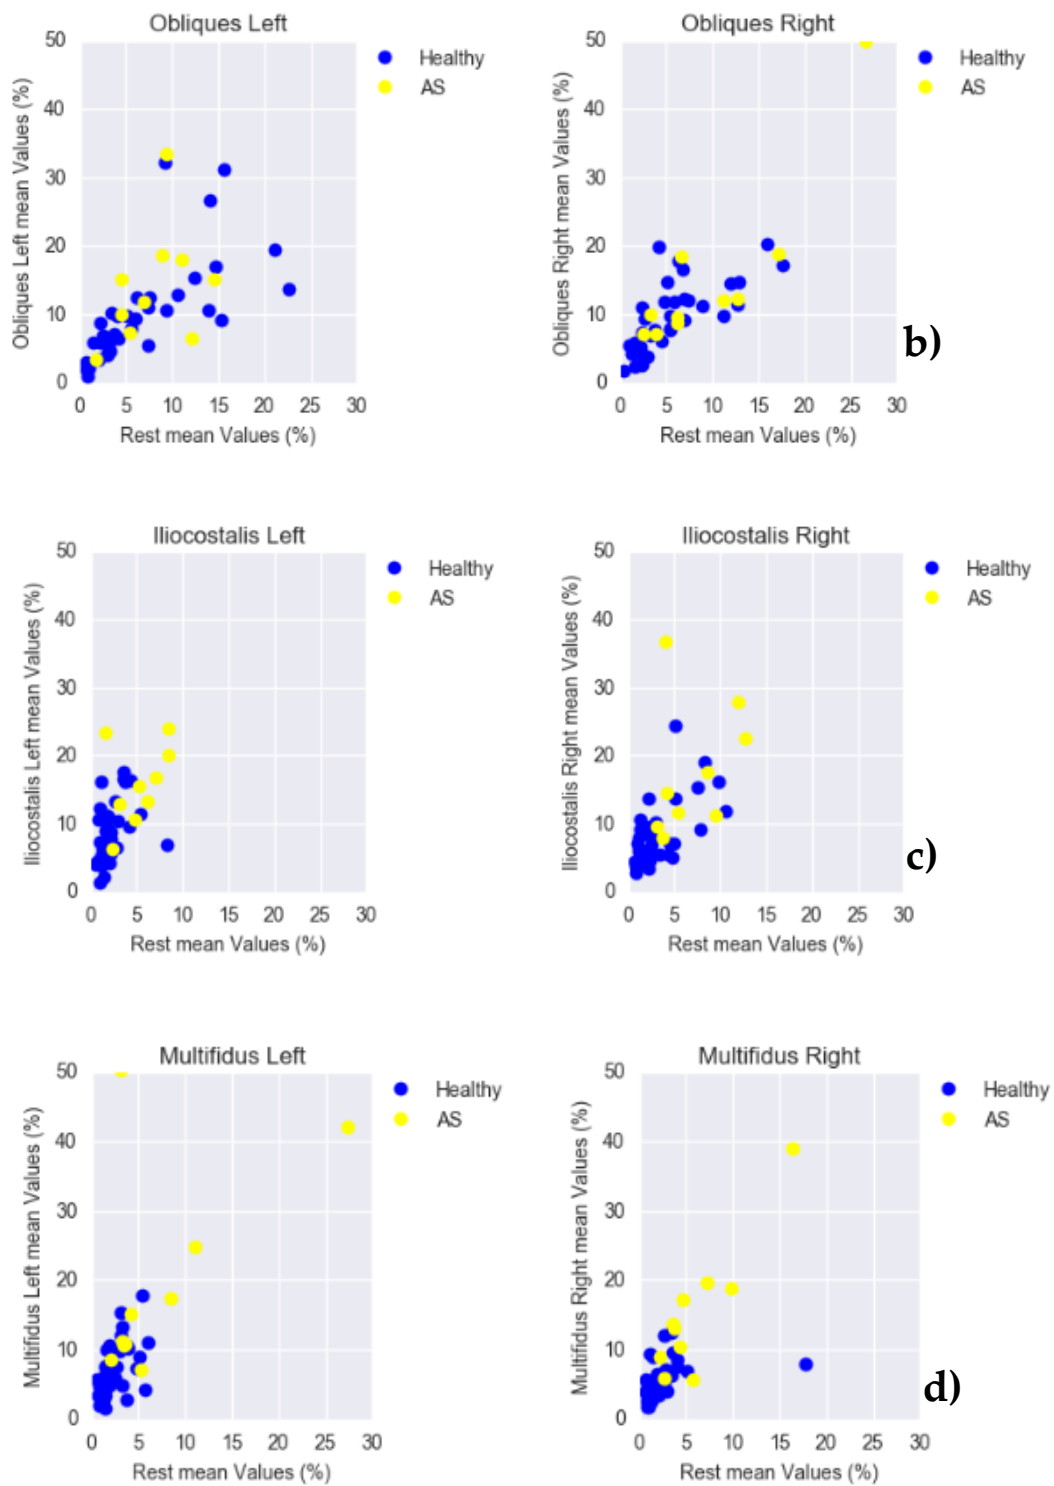 Obliques Left
50
40
30
20
10
0
0 5 10 15 20 25 30
Obliques Left mean Values (%)
Rest mean Values (%)
Healthy
AS
Obliques Right
50
40
30
20
10
0
0 5 10 15 20 25 30
Obliques Right mean Values (%)
Rest mean Values (%)
Healthy
AS
b)
Iliocostalis Left
50
40
30
20
10
0
0 5 10 15 20 25 30
Iliocostalis Left mean Values (%)
Rest mean Values (%)
Healthy
AS
Iliocostalis Right
50
40
30
20
10
0
0 5 10 15 20 25 30
Iliocostalis Right mean Values (%)
Rest mean Values (%)
Healthy
AS
c)
Multifidus Left
50
40
30
20
10
0
0 5 10 15 20 25 30
Multifidus Left mean Values (%)
Rest mean Values (%)
Healthy
AS
Multifidus Right
50
40
30
20
10
0
0 5 10 15 20 25 30
Multifidus Right mean Values (%)
Rest mean Values (%)
Healthy
AS
d)